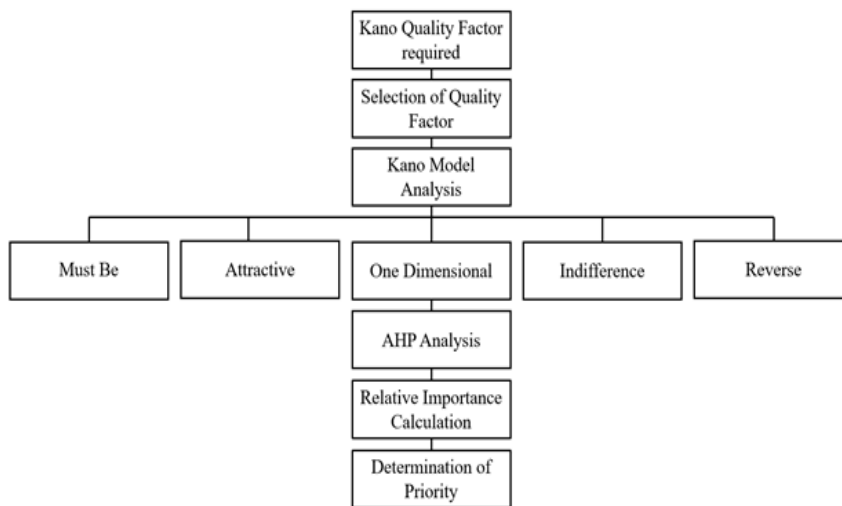 Kano Quality Factor
required
Selection of Quality
Factor
Kano Model
Analysis
Must Be
Attractive
One Dimensional
Indifference
Reverse
AHP Analysis
Relative Importance
Calculation
Determination of
Priority